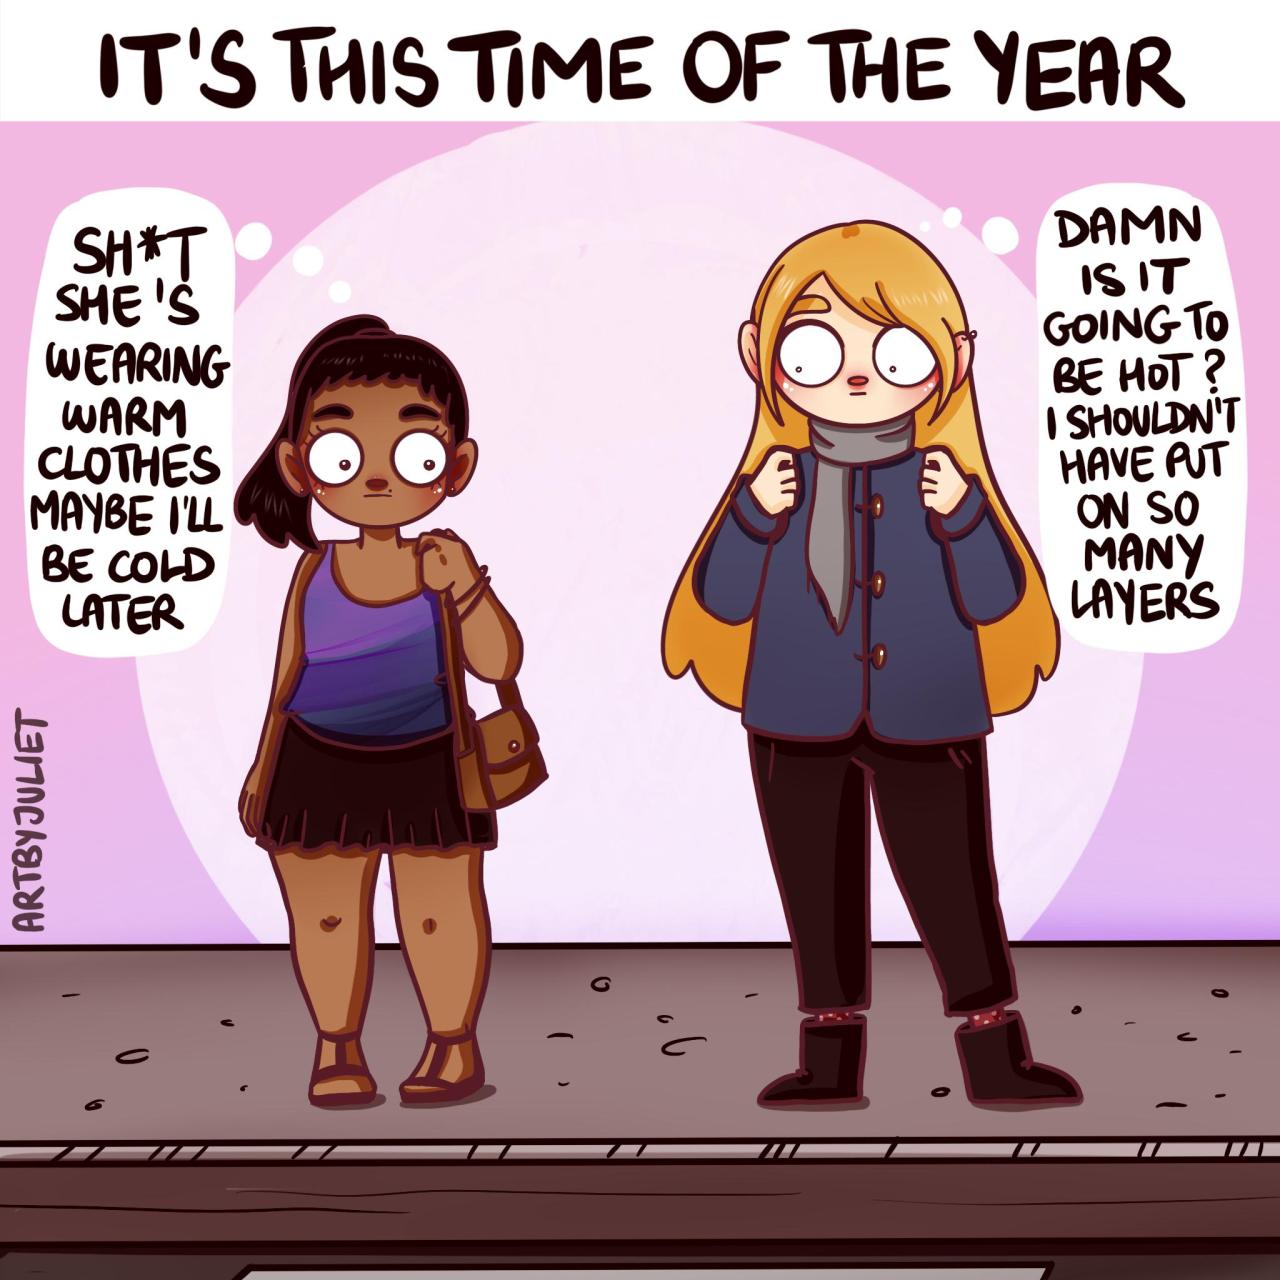 IT'S THIS TIME OF THE YEAR
SH*T
SHE'S
WEARING
WARM
CLOTHES
MAYBE I'LL
BE COLD
LATER
DAMN
IS IT
GOING TO
BE HOT?
I SHOULDN'T
HAVE PUT
ON SO
MANY
LAYERS
ARTBYJULIET